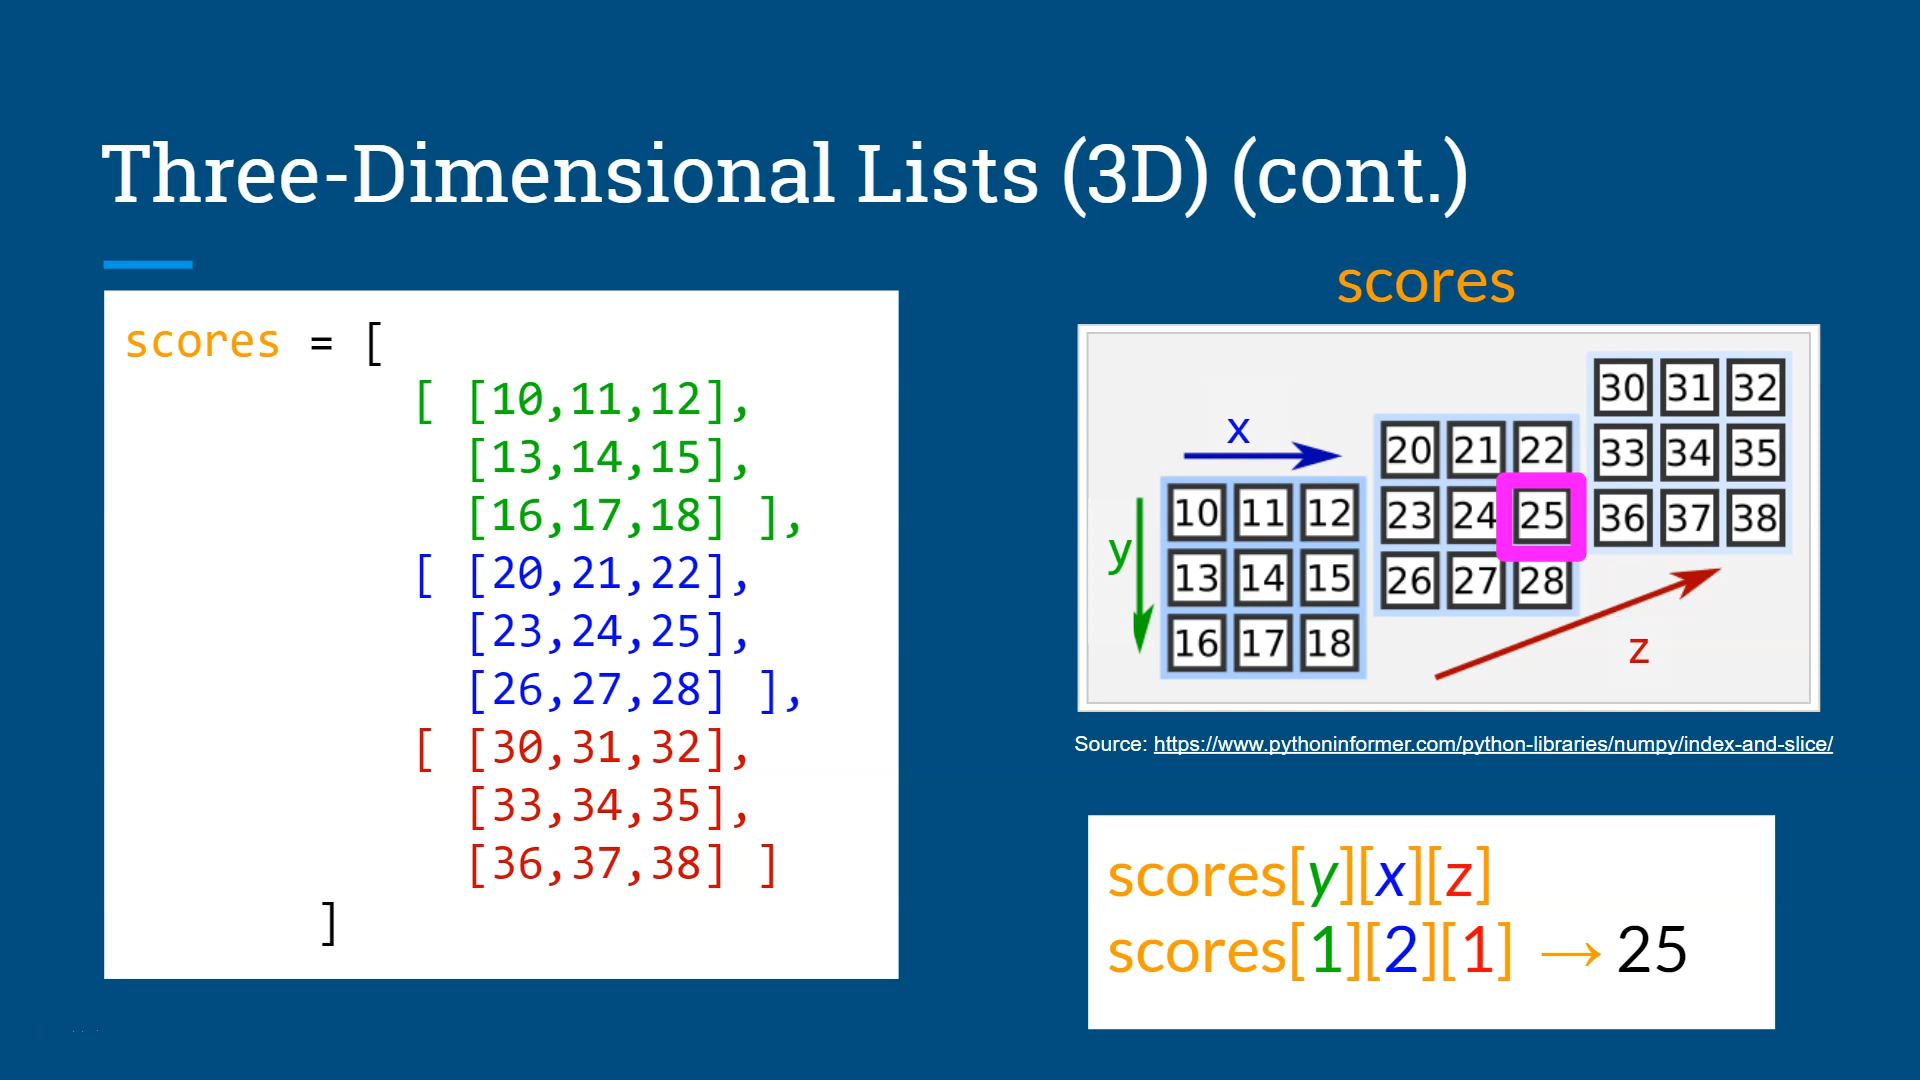 Three-Dimensional Lists (3D) (cont.)
scores = [
[ [10,11,12],
[13,14,15],
[16,17,18] ],
[ [20,21,22],
[23,24,25],
[26,27,28] ],
[ [30,31,32],
[33,34,35],
[36,37,38] ]
]
scores
x
y
z
10 11 12
13 14 15
16 17 18
20 21 22
23 24 25
26 27 28
30 31 32
33 34 35
36 37 38
Source: https://www.pythoninformer.com/python-libraries/numpy/index-and-slice/
scores[y][x][z]
scores[1][2][1] → 25